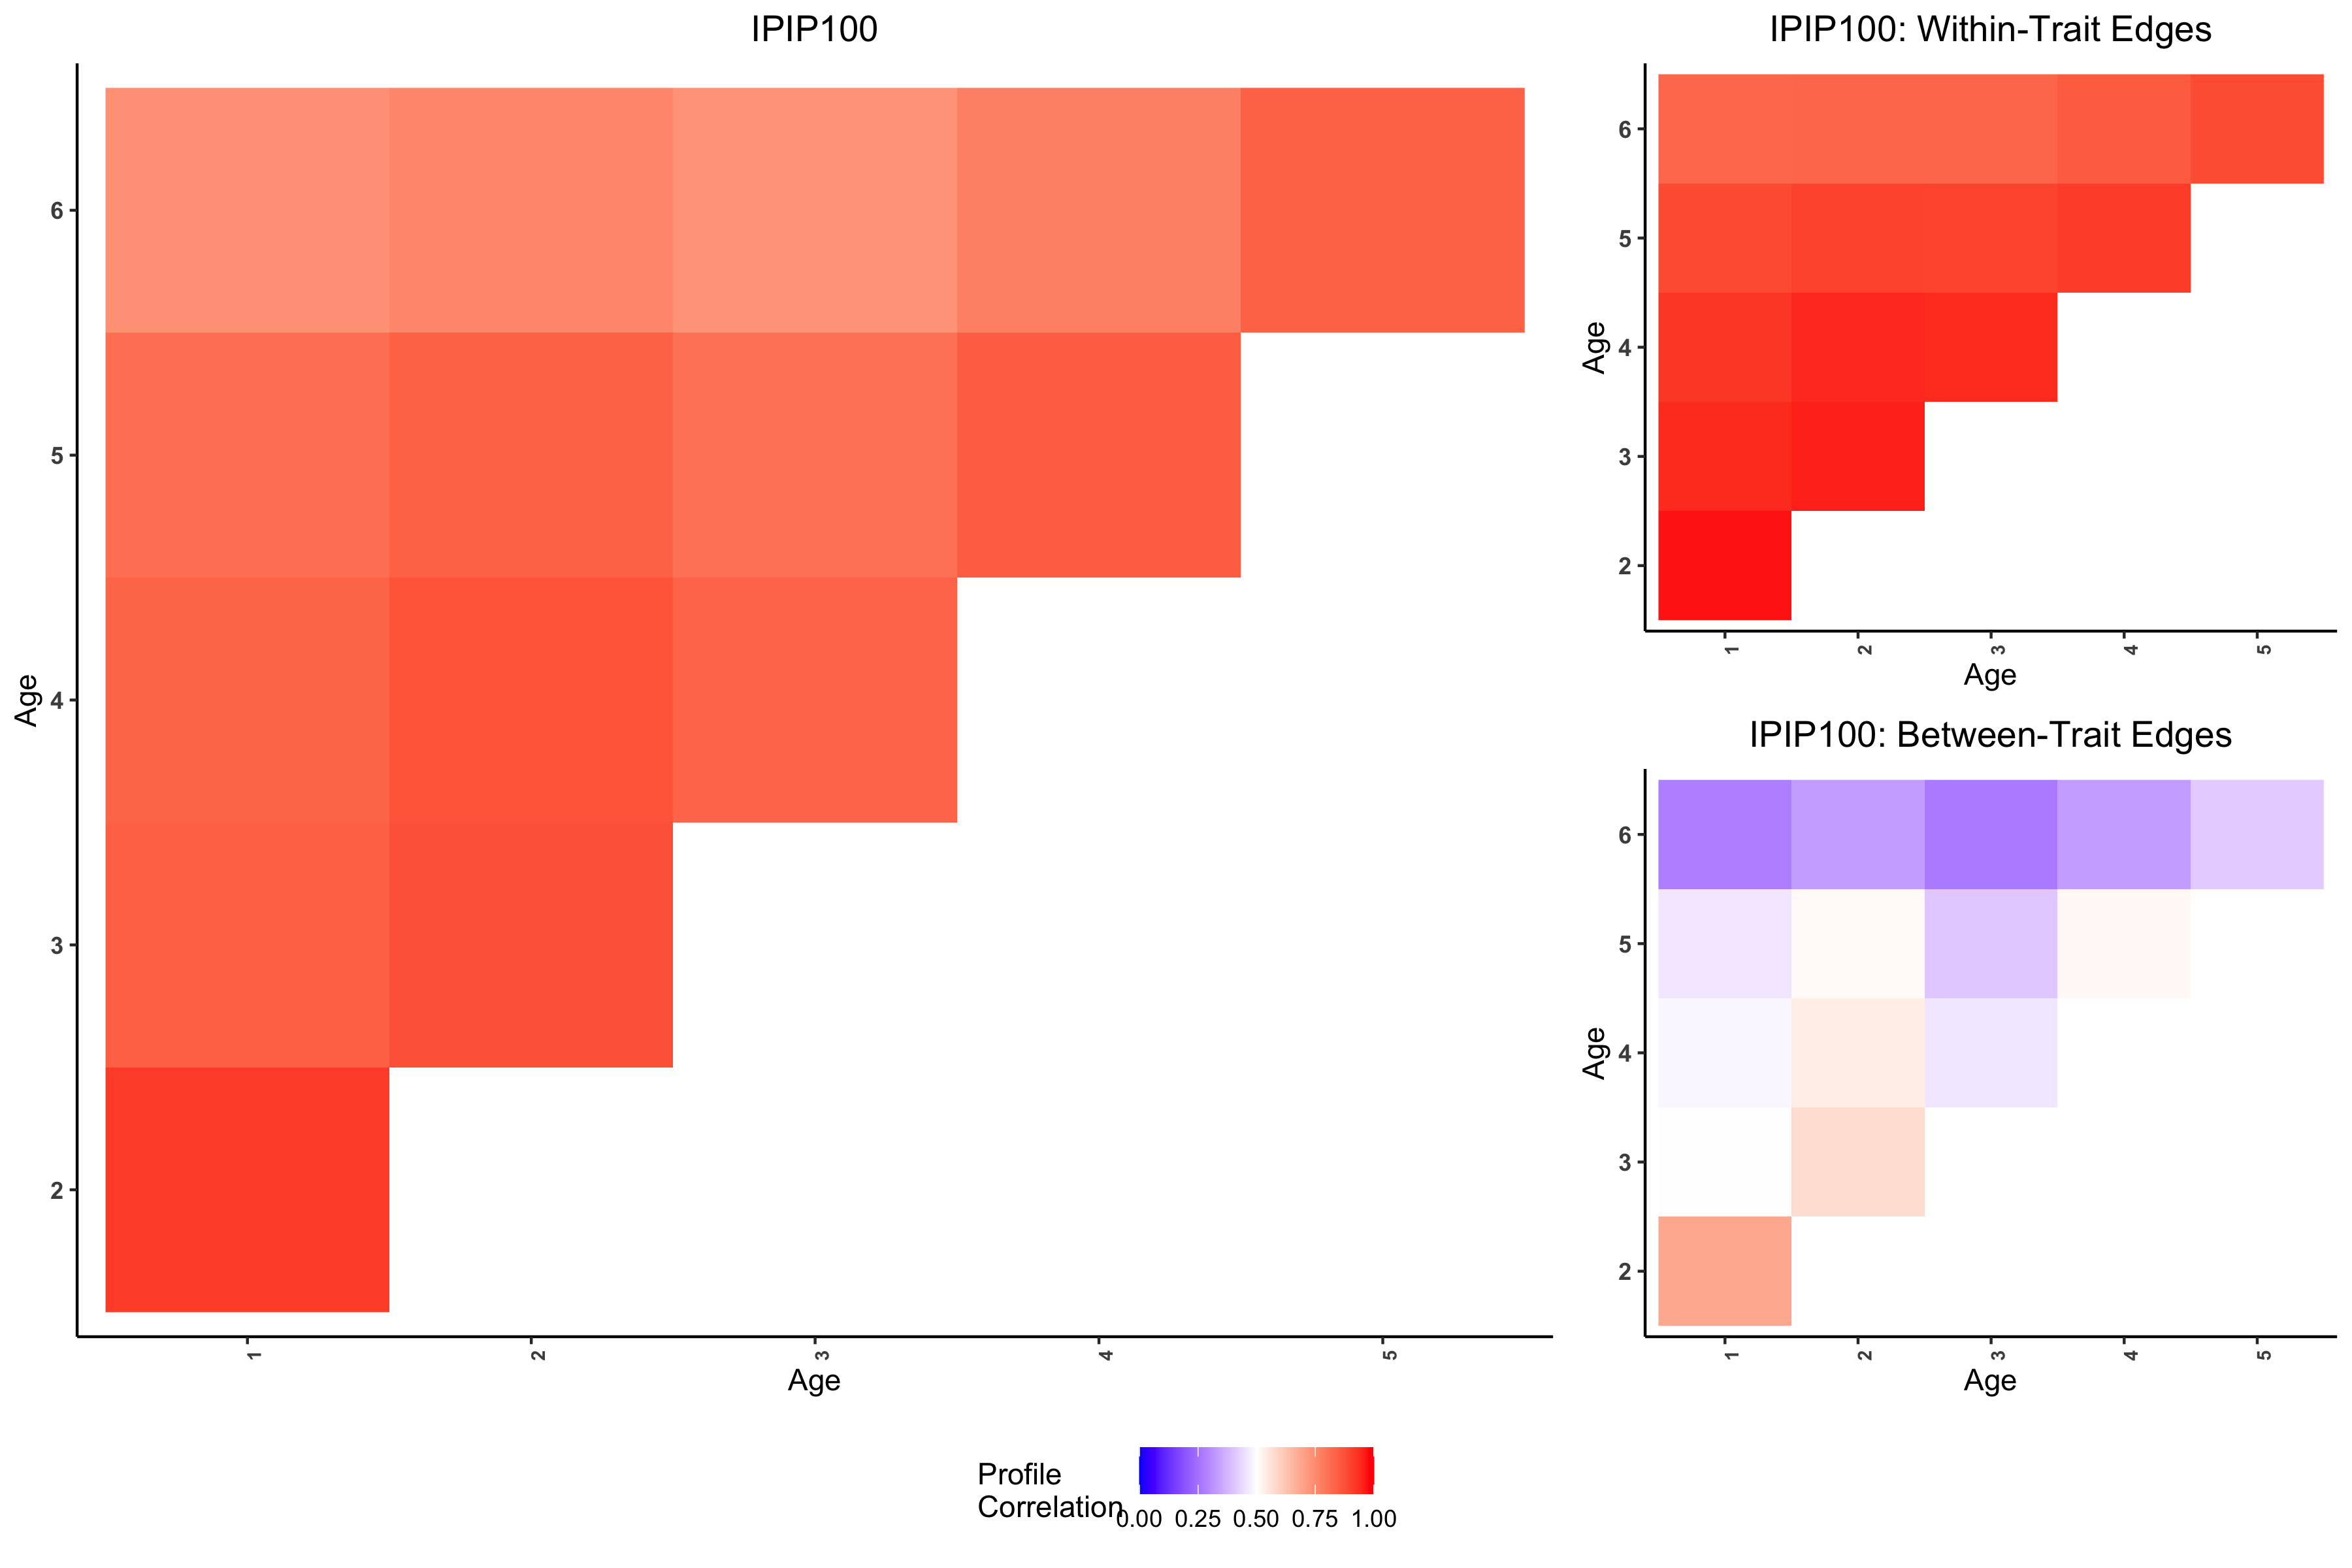 IPIP100
6
5
4
3
2
Age
1 2 3 4 5
Age
IPIP100: Within-Trait Edges
6
5
4
3
2
Age
1 2 3 4 5
Age
IPIP100: Between-Trait Edges
6
5
4
3
2
Age
1 2 3 4 5
Age
Profile
Correlation
0.00 0.25 0.50 0.75 1.00